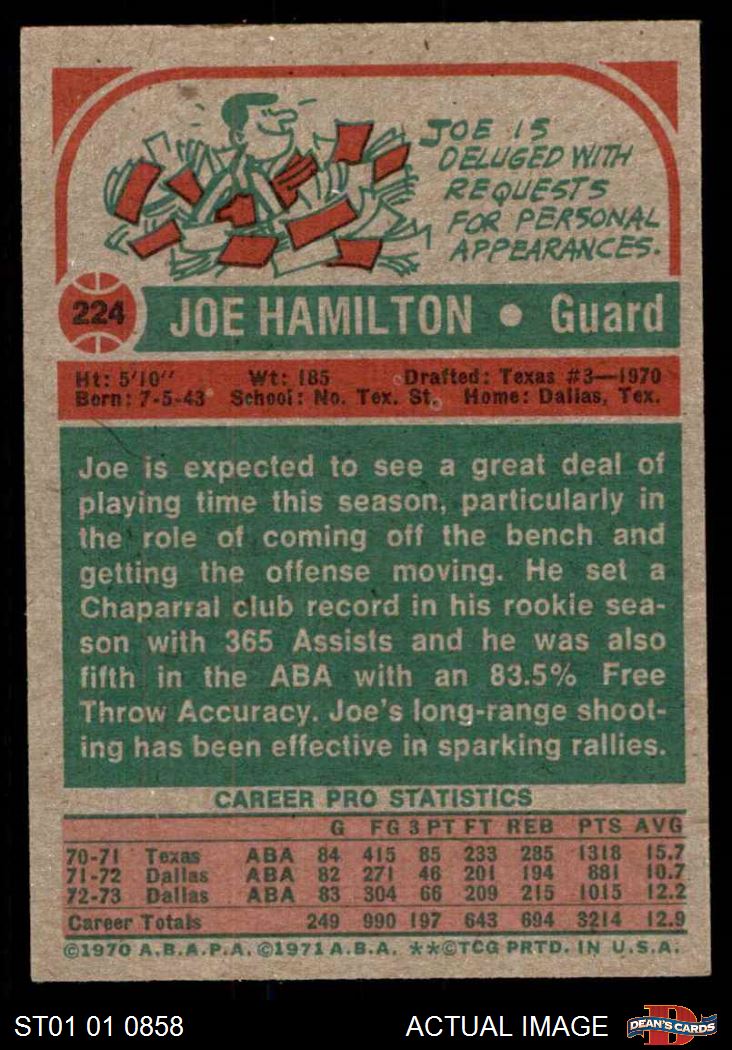 JOE IS
DELUGED WITH
REQUESTS
FOR PERSONAL
APPEARANCES.
224 JOE HAMILTON • Guard
Ht: 5'10" Wt: 185 Drafted: Texas #3—1970
Born: 7-5-43 School: No. Tex. St. Home: Dallas, Tex.
Joe is expected to see a great deal of
playing time this season, particularly in
the role of coming off the bench and
getting the offense moving. He set a
Chaparral club record in his rookie sea-
son with 365 Assists and he was also
fifth in the ABA with an 83.5% Free
Throw Accuracy. Joe's long-range shoot-
ing has been effective in sparking rallies.
CAREER PRO STATISTICS
G FG 3 PT FT REB PTS AVG
70-71 Texas ABA 84 415 85 233 285 1318 15.7
71-72 Dallas ABA 82 271 46 201 194 881 10.7
72-73 Dallas ABA 83 304 66 209 215 1015 12.2
Career Totals 249 990 197 643 694 3214 12.9
©1970 A.B.A.P.A. ©1971 A.B.A. **©TCG PRTD. IN U.S.A.
ST01 01 0858 ACTUAL IMAGE DEAN'S CARDS